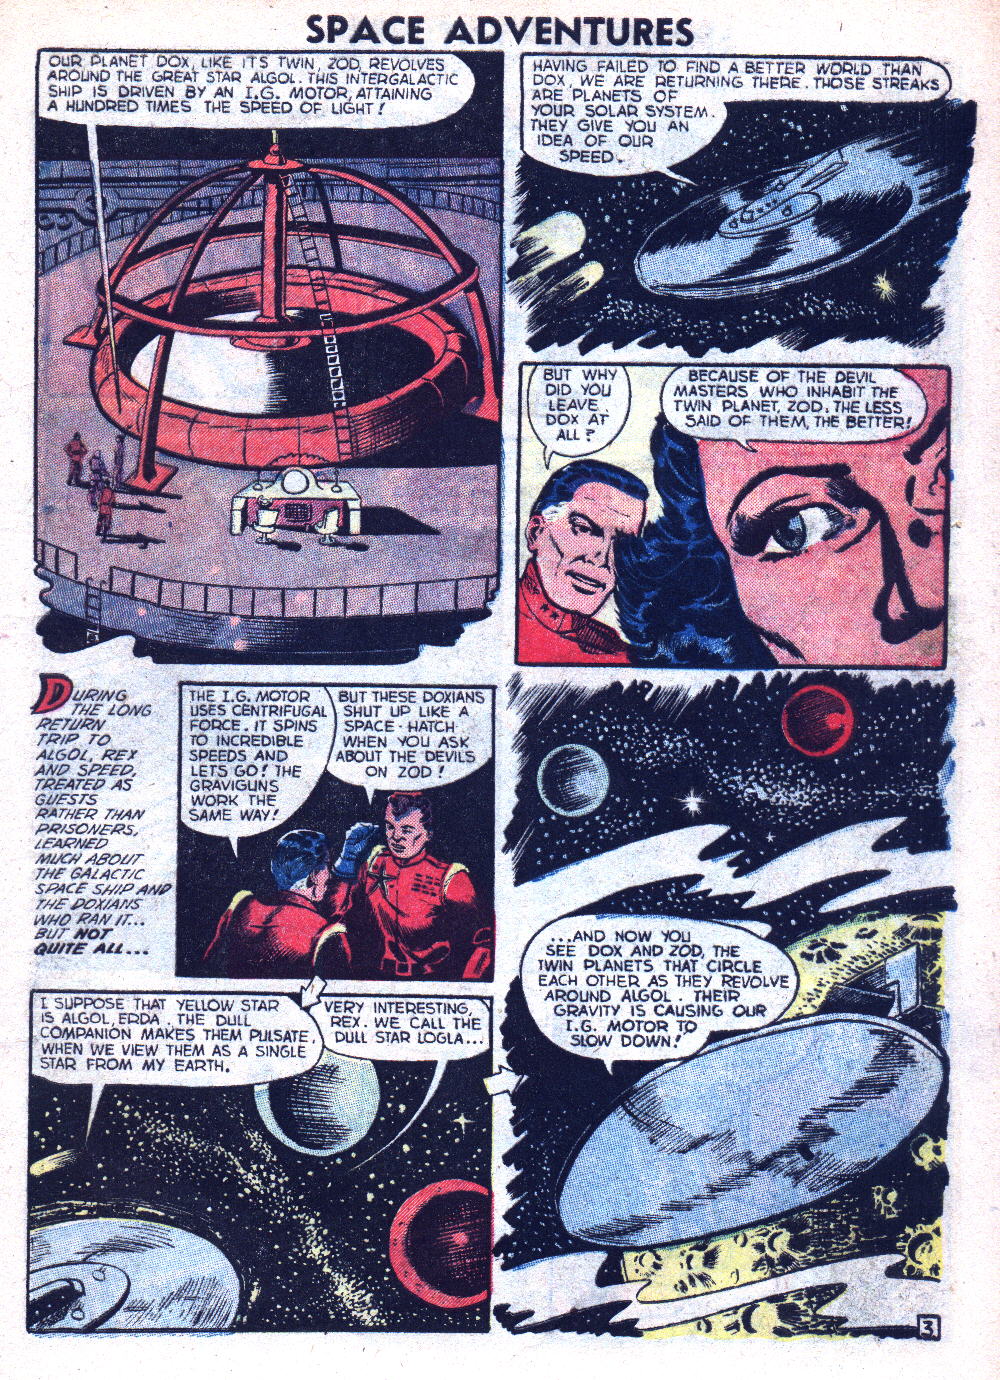 SPACE ADVENTURES
OUR PLANET DOX, LIKE ITS TWIN, ZOD, REVOLVES
AROUND THE GREAT STAR ALGOL. THIS INTERGALACTIC
SHIP IS DRIVEN BY AN I.G. MOTOR, ATTAINING
A HUNDRED TIMES THE SPEED OF LIGHT!
HAVING FAILED TO FIND A BETTER WORLD THAN
DOX, WE ARE RETURNING THERE. THOSE STREAKS
ARE PLANETS OF
YOUR SOLAR SYSTEM.
THEY GIVE YOU AN
IDEA OF OUR
SPEED.
BUT WHY
DID YOU
LEAVE
DOX AT
ALL?
BECAUSE OF THE DEVIL
MASTERS WHO INHABIT THE
TWIN PLANET, ZOD. THE LESS
SAID OF THEM, THE BETTER!
DURING
THE LONG
RETURN
TRIP TO
ALGOL, REX
AND SPEED,
TREATED AS
GUESTS
RATHER THAN
PRISONERS,
LEARNED
MUCH ABOUT
THE GALACTIC
SPACE SHIP AND
THE DOXIANS
WHO RAN IT...
BUT NOT
QUITE ALL...
THE I.G. MOTOR
USES CENTRIFUGAL
FORCE. IT SPINS
TO INCREDIBLE
SPEEDS AND
LETS GO! THE
GRAVIGUNS
WORK THE
SAME WAY!
BUT THESE DOXIANS
SHUT UP LIKE A
SPACE-HATCH
WHEN YOU ASK
ABOUT THE DEVILS
ON ZOD!
I SUPPOSE THAT YELLOW STAR
IS ALGOL, ERDA. THE DULL
COMPANION MAKES THEM PULSATE,
WHEN WE VIEW THEM AS A SINGLE
STAR FROM MY EARTH.
VERY INTERESTING,
REX. WE CALL THE
DULL STAR LOGLA...
...AND NOW YOU
SEE DOX AND ZOD, THE
TWIN PLANETS THAT CIRCLE
EACH OTHER AS THEY REVOLVE
AROUND ALGOL. THEIR
GRAVITY IS CAUSING OUR
I.G. MOTOR TO
SLOW DOWN!
3